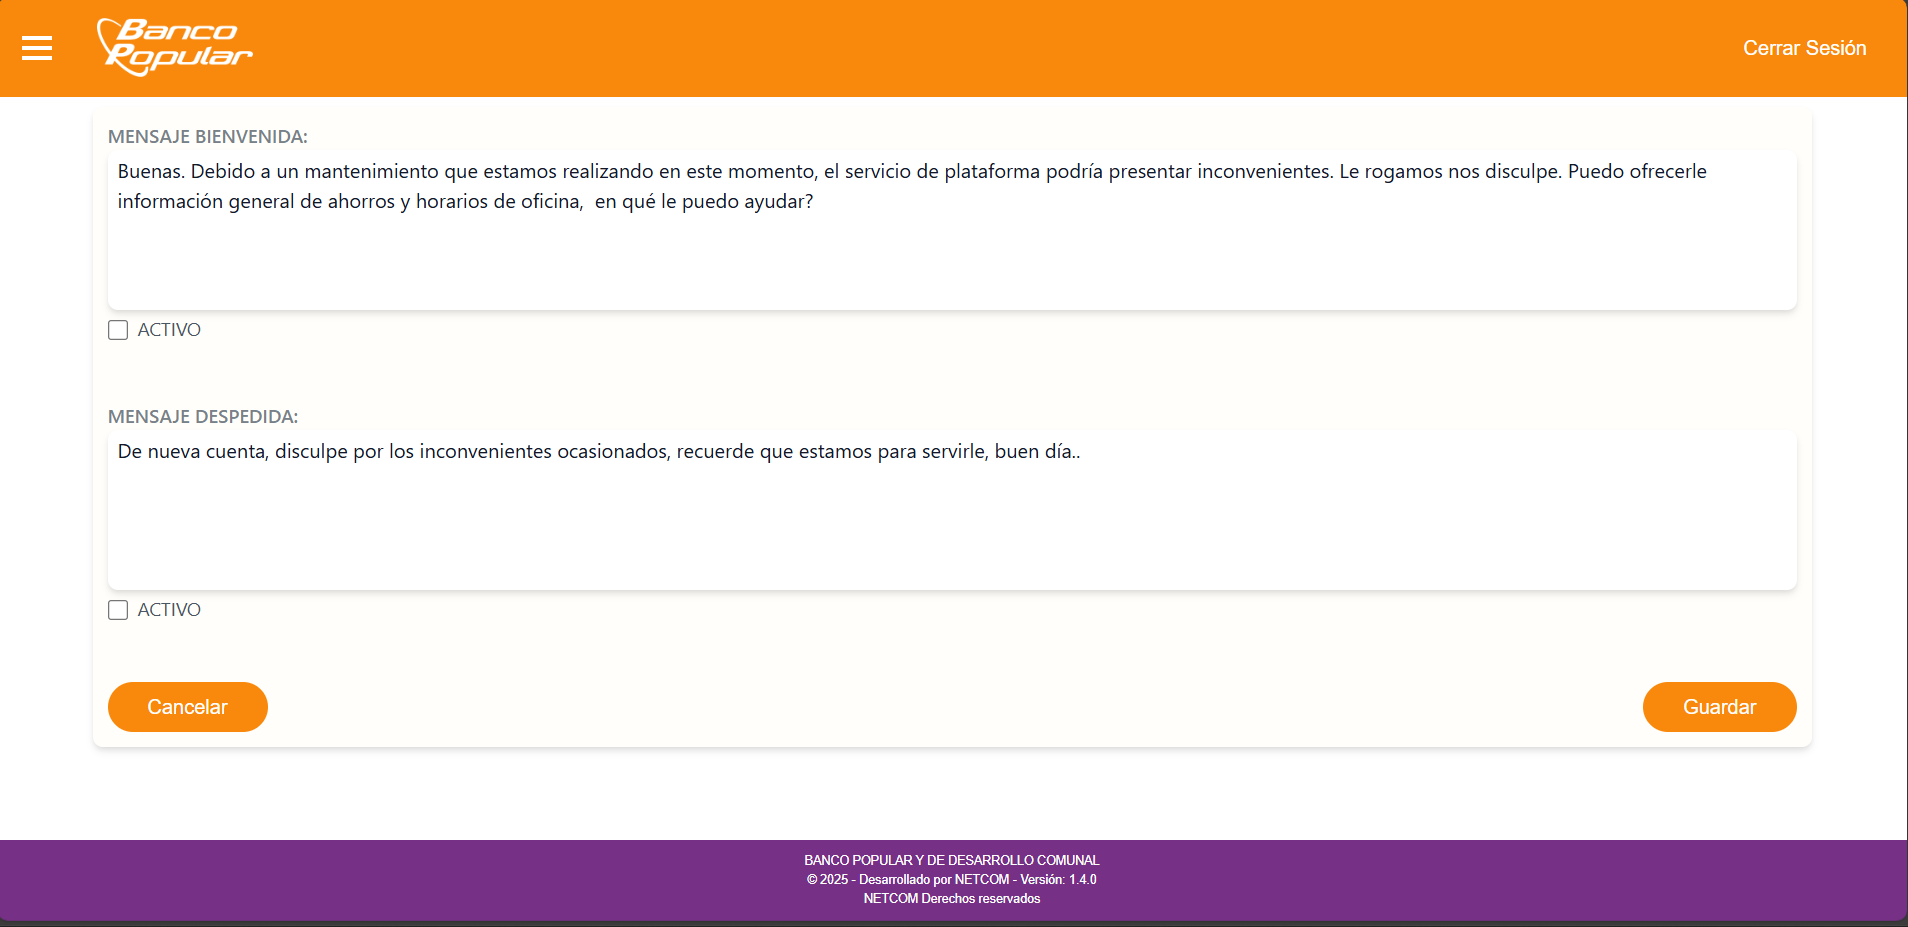 Banco
Popular
Cerrar Sesión
MENSAJE BIENVENIDA:
Buenas. Debido a un mantenimiento que estamos realizando en este momento, el servicio de plataforma podría presentar inconvenientes. Le rogamos nos disculpe. Puedo ofrecerle
información general de ahorros y horarios de oficina,  en qué le puedo ayudar?
ACTIVO
MENSAJE DESPEDIDA:
De nueva cuenta, disculpe por los inconvenientes ocasionados, recuerde que estamos para servirle, buen día..
ACTIVO
Cancelar
Guardar
BANCO POPULAR Y DE DESARROLLO COMUNAL
© 2025 - Desarrollado por NETCOM - Versión: 1.4.0
NETCOM Derechos reservados